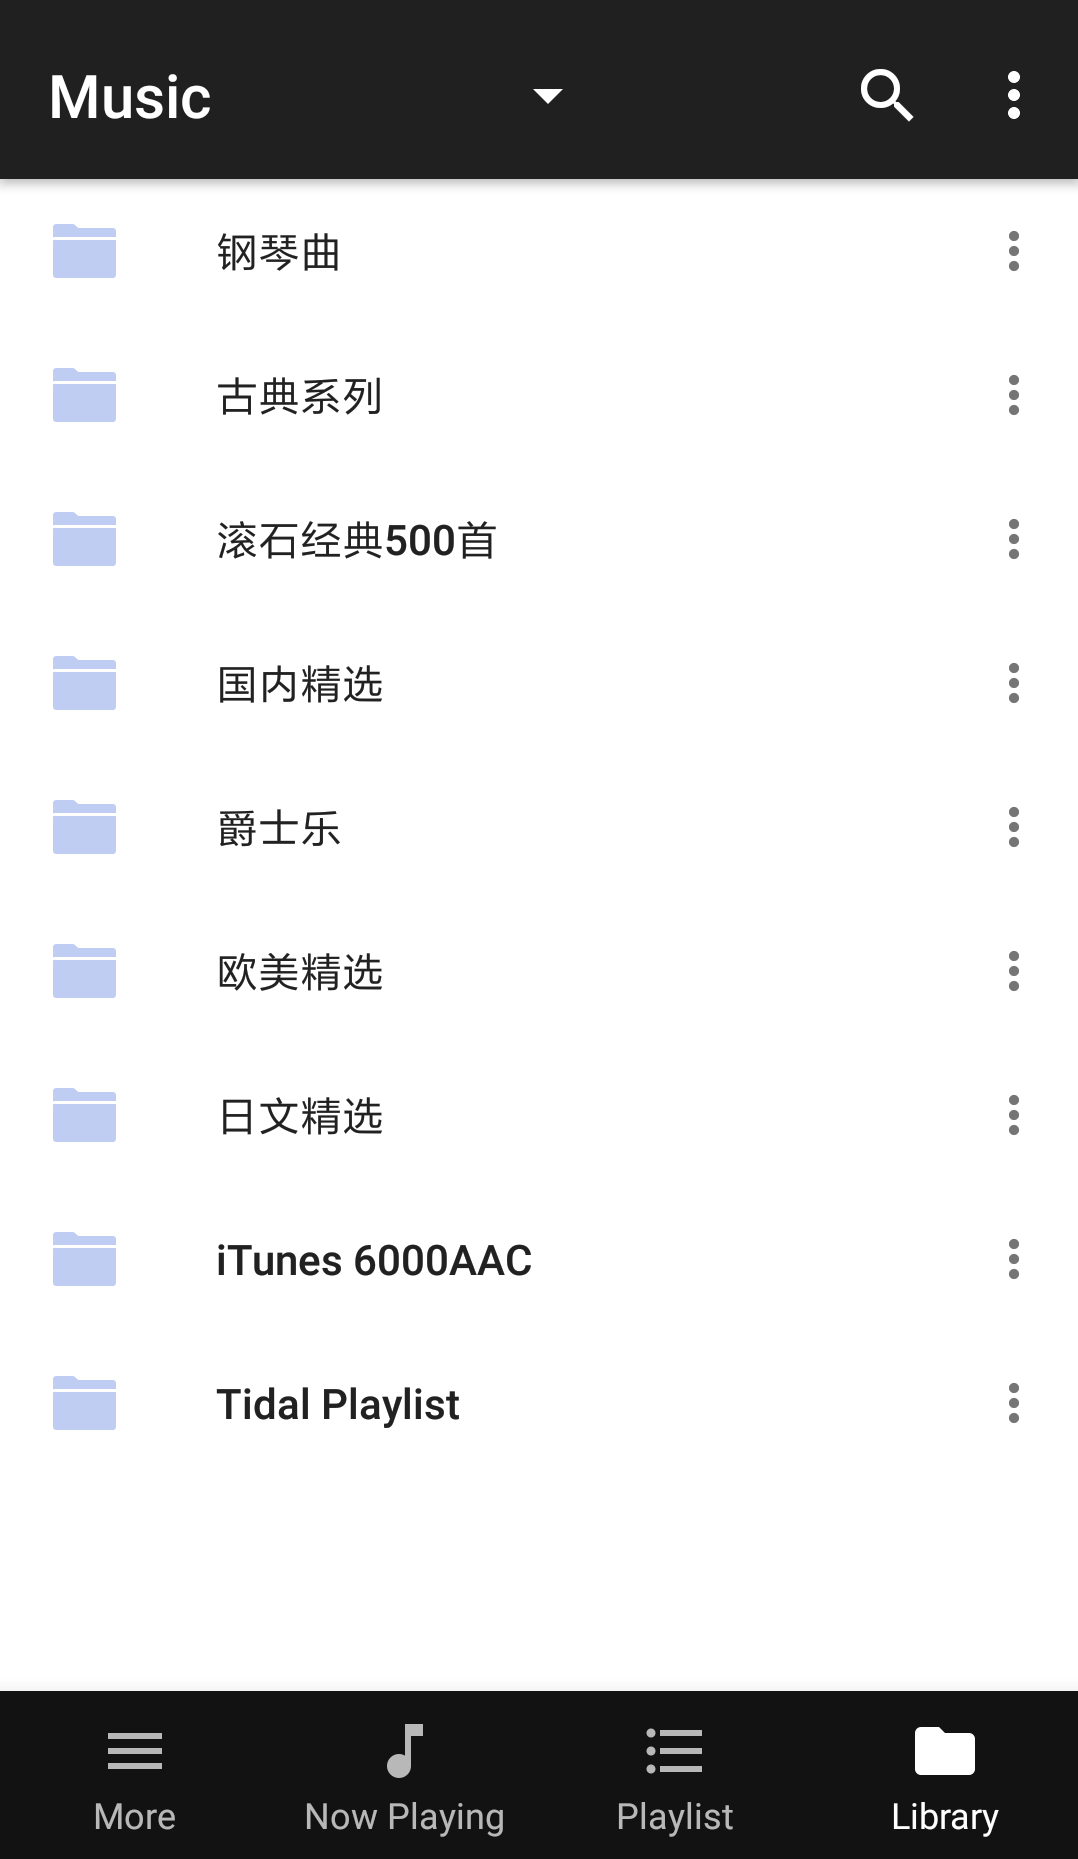 Music
钢琴曲
古典系列
滚石经典500首
国内精选
爵士乐
欧美精选
日文精选
iTunes 6000AAC
Tidal Playlist
More
Now Playing
Playlist
Library